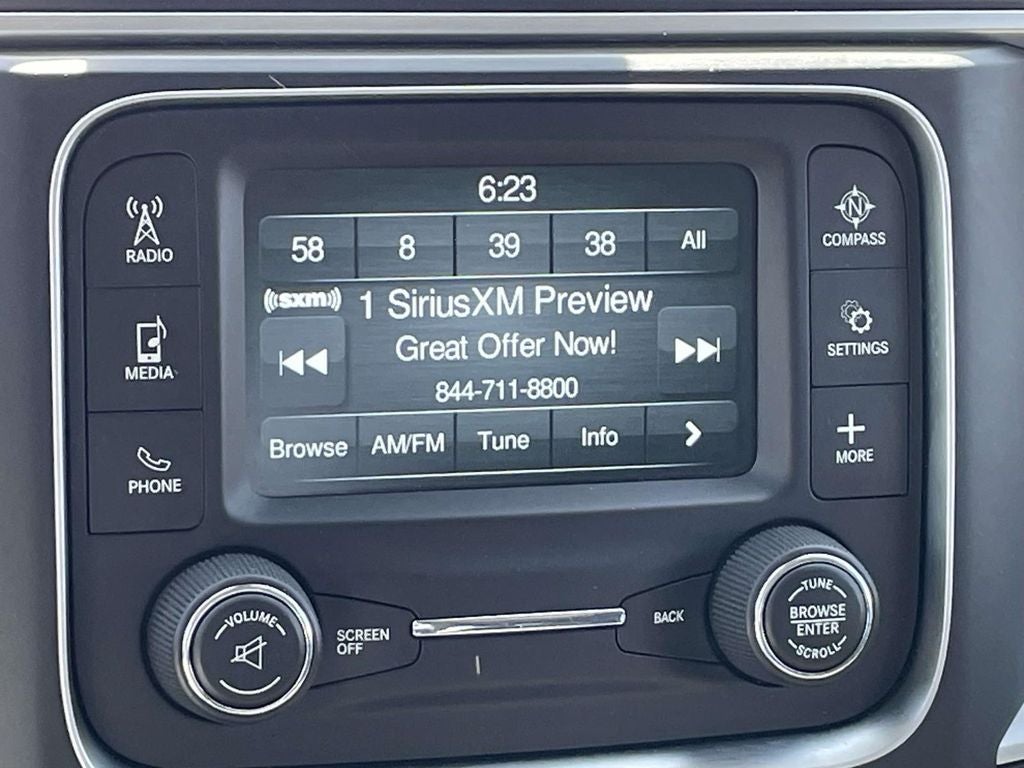 6:23
58 8 39 38 All
((sxm)) 1 SiriusXM Preview
Great Offer Now!
844-711-8800
Browse AM/FM Tune Info
RADIO
MEDIA
PHONE
N
COMPASS
SETTINGS
MORE
VOLUME
SCREEN
OFF
BACK
TUNE
BROWSE
ENTER
SCROLL